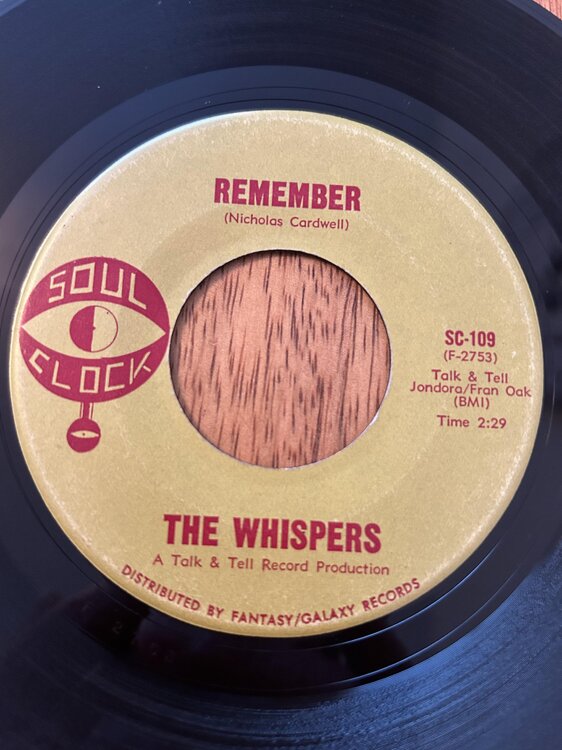 REMEMBER
(Nicholas Cardwell)
SOUL
CLOCK
SC-109
(F-2753)
Talk & Tell
Jondora/Fran Oak
(BMI)
Time 2:29
THE WHISPERS
A Talk & Tell Record Production
DISTRIBUTED BY FANTASY/GALAXY RECORDS